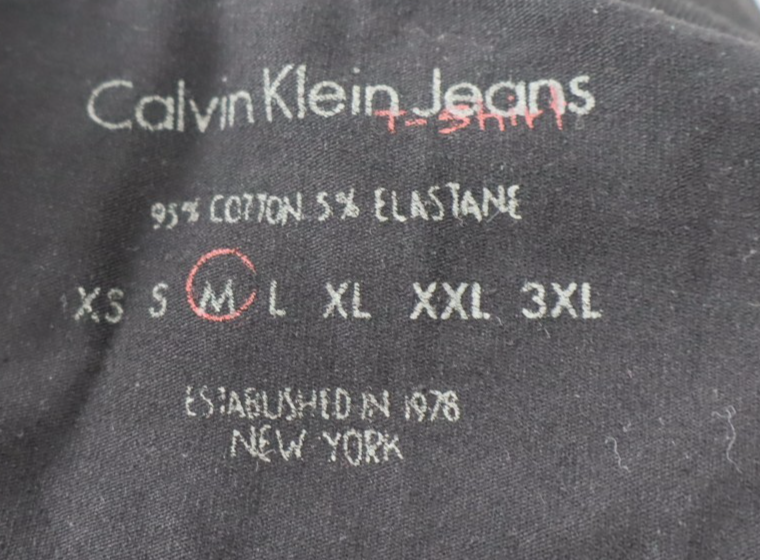 Calvin Klein Jeans
T-shirt
95% COTTON 5% ELASTANE
XS S M L XL XXL 3XL
ESTABLISHED IN 1978
NEW YORK